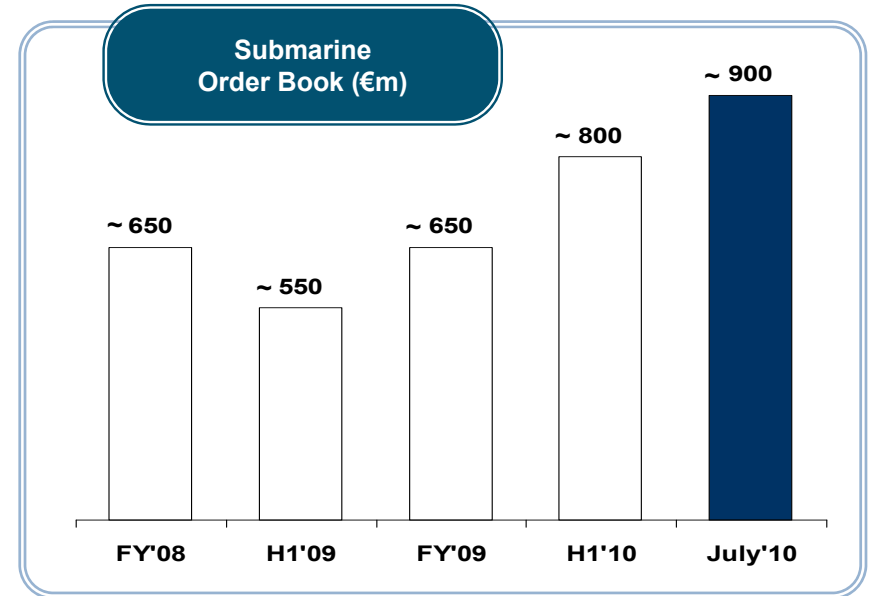 Submarine
Order Book (€m)
~ 900
~ 800
~ 650
~ 650
~ 550
FY'08 H1'09 FY'09 H1'10 July'10